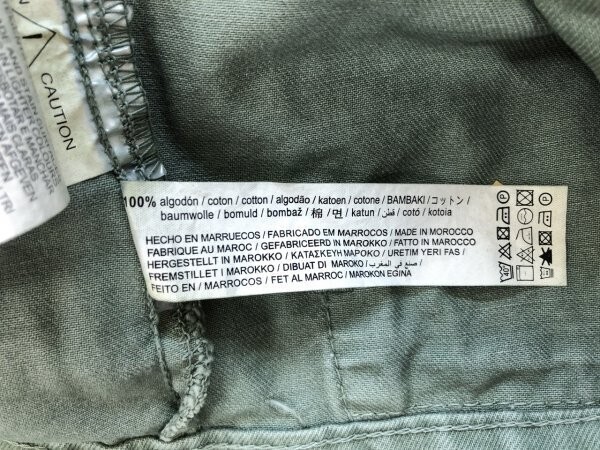 CAUTION
100% algodón / coton / cotton / algodão / katoen / cotone / BAMBAKI / コットン /
baumwolle / bomuld / bombaž / 棉 / 면 / katun / قطن / cotó / kotoia
HECHO EN MARRUECOS / FABRICADO EM MARROCOS / MADE IN MOROCCO
FABRIQUE AU MAROC / GEFABRICEERD IN MAROKKO / FATTO IN MAROCCO
HERGESTELLT IN MAROKKO / ΚΑΤΑΣΚΕΥΗ ΜΑΡΟΚΟ / URETIM YERI FAS /
FREMSTILLET I MAROKKO / DIBUAT DI MAROKO / صنع في المغرب /
FEITO EN / MARROCOS / FET AL MARROC / MAROKON EGINA